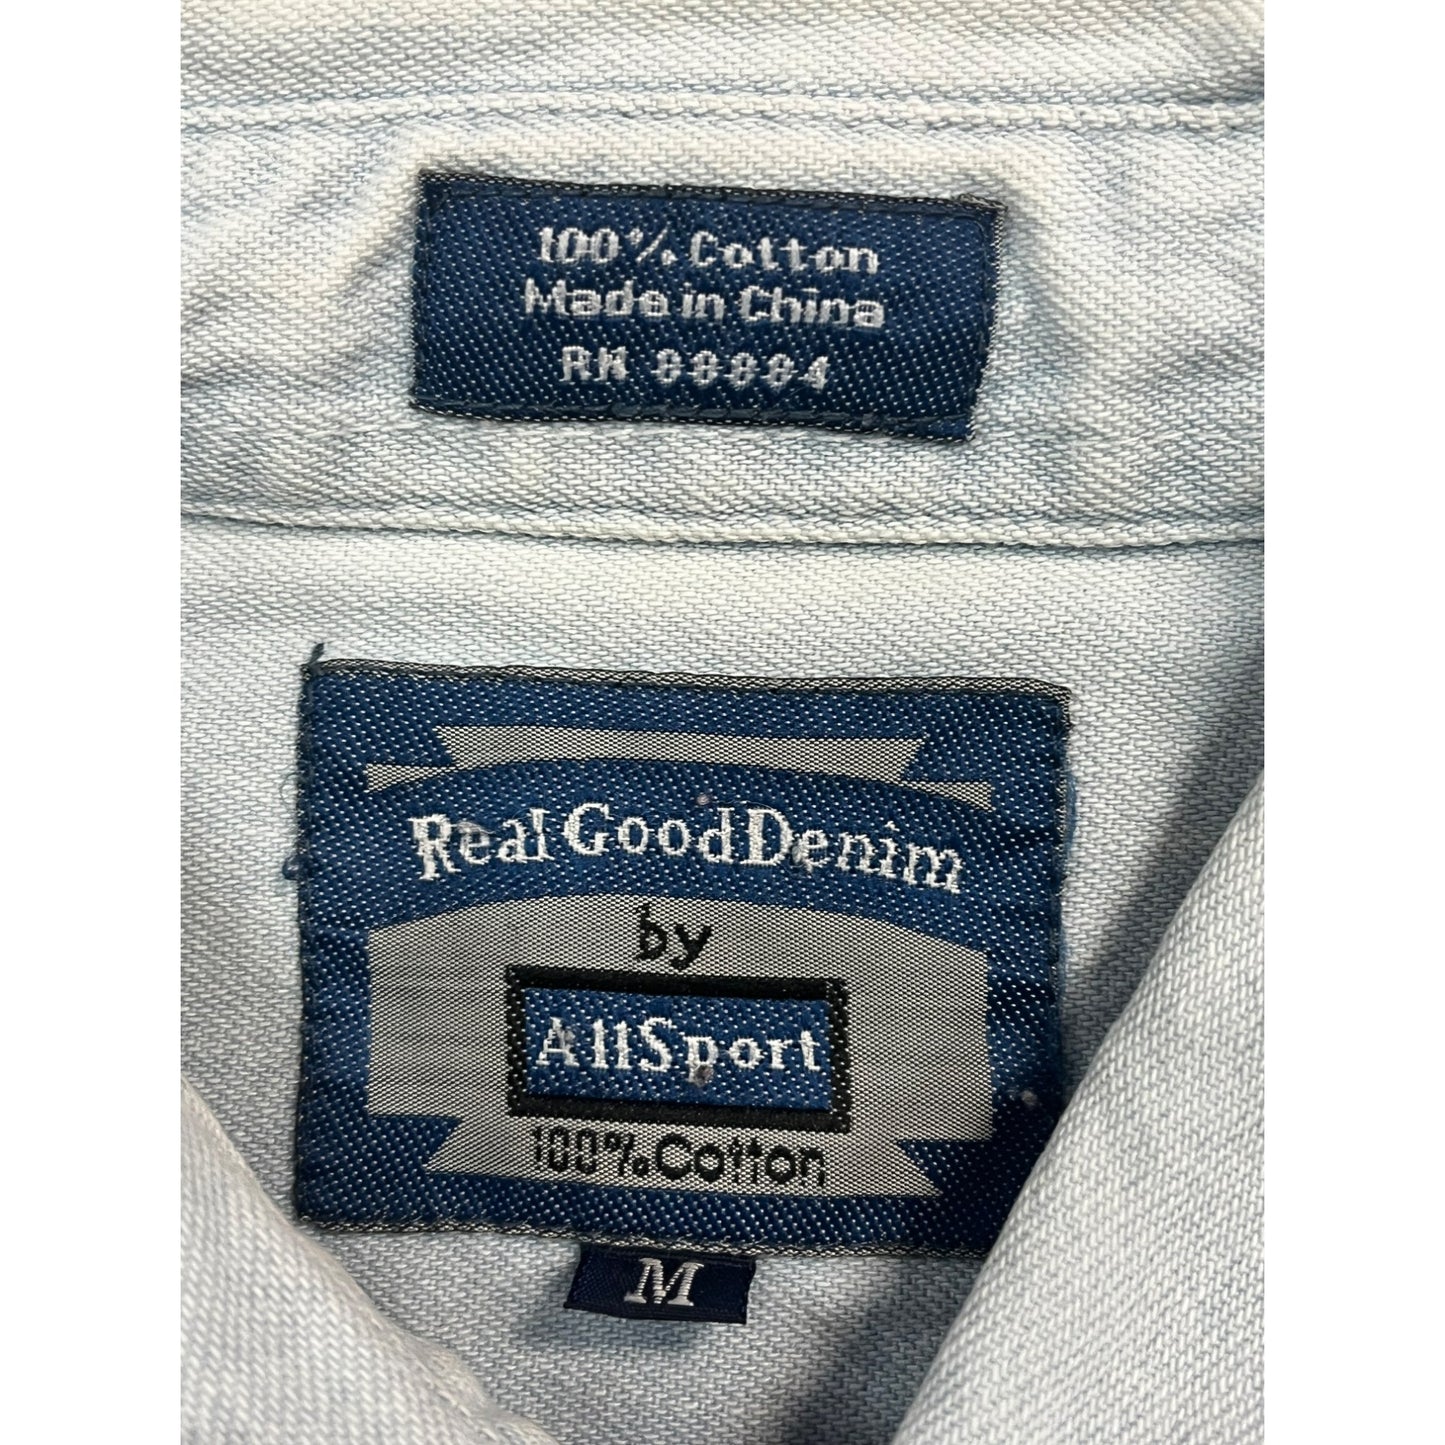 100% Cotton
Made in China
RN
Real Good Denim
by
AllSport
100% Cotton
M